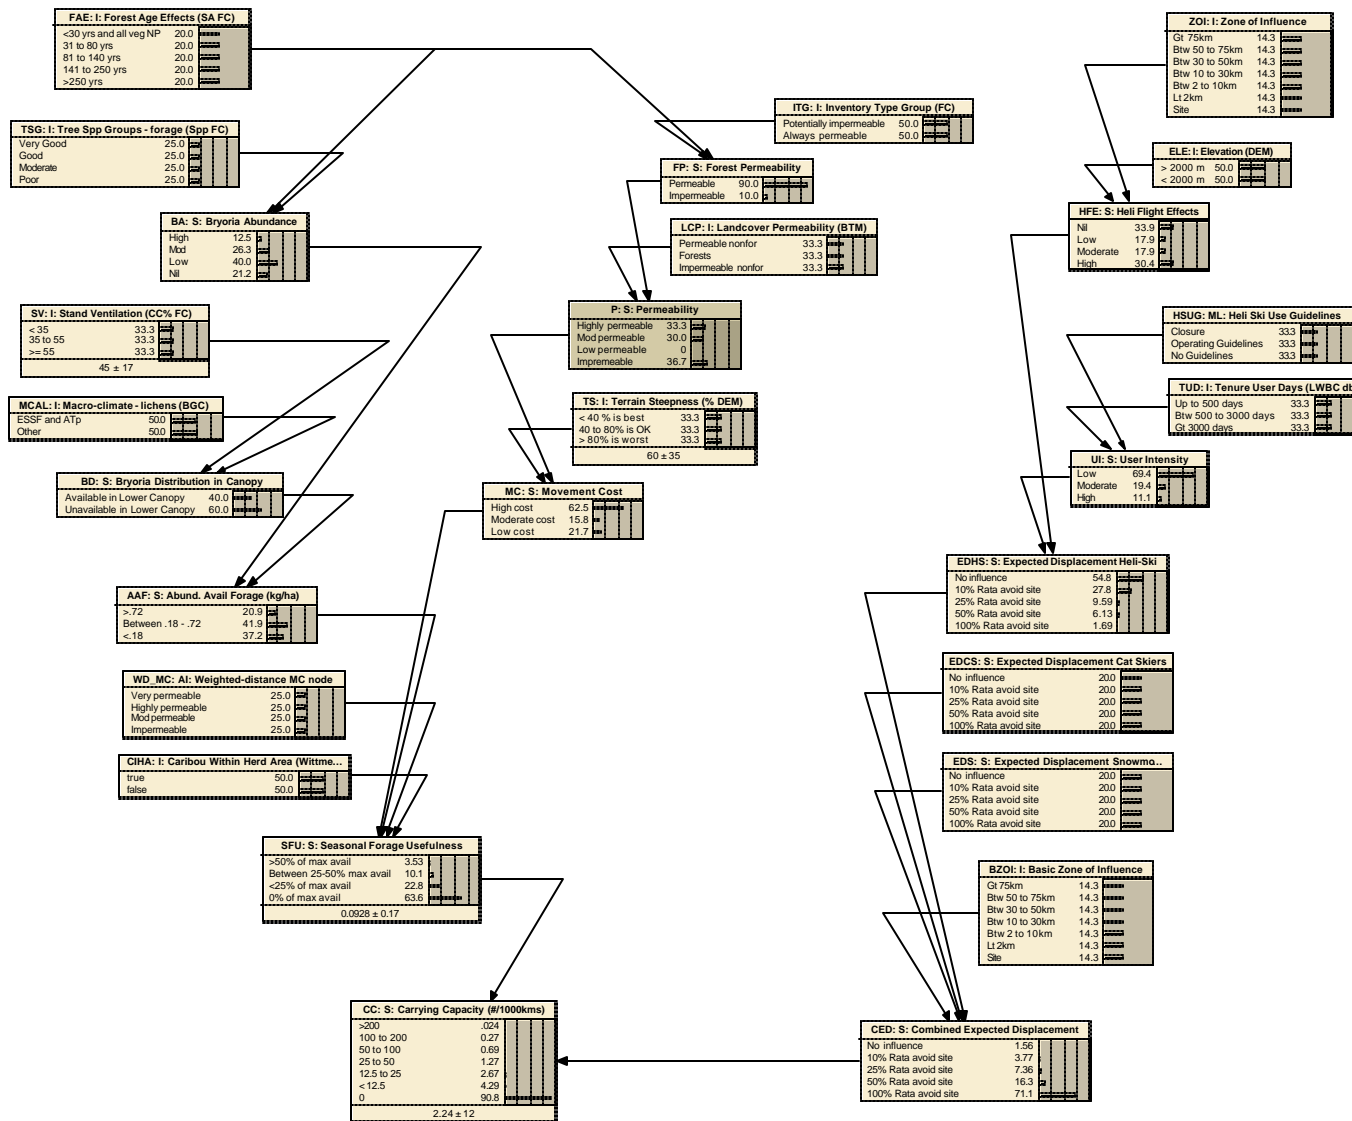 FAE: I: Forest Age Effects (SA FC)
<30 yrs and all veg NP 20.0
31 to 80 yrs 20.0
81 to 140 yrs 20.0
141 to 250 yrs 20.0
>250 yrs 20.0
ZOI: I: Zone of Influence
Gt 75km 14.3
Btw 50 to 75km 14.3
Btw 30 to 50km 14.3
Btw 10 to 30km 14.3
Btw 2 to 10km 14.3
Lt 2km 14.3
Site 14.3
ITG: I: Inventory Type Group (FC)
Potentially impermeable 50.0
Always permeable 50.0
TSG: I: Tree Spp Groups - forage (Spp FC)
Very Good 25.0
Good 25.0
Moderate 25.0
Poor 25.0
ELE: I: Elevation (DEM)
> 2000 m 50.0
< 2000 m 50.0
FP: S: Forest Permeability
Permeable 90.0
Impermeable 10.0
HFE: S: Heli Flight Effects
Nil 33.9
Low 17.9
Moderate 17.9
High 30.4
BA: S: Bryoria Abundance
High 12.5
Mod 26.3
Low 40.0
Nil 21.2
LCP: I: Landcover Permeability (BTM)
Permeable nonfor 33.3
Forests 33.3
Impermeable nonfor 33.3
SV: I: Stand Ventilation (CC% FC)
< 35 33.3
35 to 55 33.3
>= 55 33.3
45 ± 17
P: S: Permeability
Highly permeable 33.3
Mod permeable 30.0
Low permeable 0
Impremeable 36.7
HSUG: ML: Heli Ski Use Guidelines
Closure 33.3
Operating Guidelines 33.3
No Guidelines 33.3
TUD: I: Tenure User Days (LWBC db
Up to 500 days 33.3
Btw 500 to 3000 days 33.3
Gt 3000 days 33.3
MCAL: I: Macro-climate - lichens (BGC)
ESSF and ATp 50.0
Other 50.0
TS: I: Terrain Steepness (% DEM)
< 40 % is best 33.3
40 to 80% is OK 33.3
> 80% is worst 33.3
60 ± 35
UI: S: User Intensity
Low 69.4
Moderate 19.4
High 11.1
BD: S: Bryoria Distribution in Canopy
Available in Lower Canopy 40.0
Unavailable in Lower Canopy 60.0
MC: S: Movement Cost
High cost 62.5
Moderate cost 15.8
Low cost 21.7
EDHS: S: Expected Displacement Heli-Ski
No influence 54.8
10% Rata avoid site 27.8
25% Rata avoid site 9.59
50% Rata avoid site 6.13
100% Rata avoid site 1.69
AAF: S: Abund. Avail Forage (kg/ha)
>.72 20.9
Between .18 - .72 41.9
<.18 37.2
EDCS: S: Expected Displacement Cat Skiers
No influence 20.0
10% Rata avoid site 20.0
25% Rata avoid site 20.0
50% Rata avoid site 20.0
100% Rata avoid site 20.0
WD_MC: AI: Weighted-distance MC node
Very permeable 25.0
Highly permeable 25.0
Mod permeable 25.0
Impermeable 25.0
CIHA: I: Caribou Within Herd Area (Wittme...
true 50.0
false 50.0
EDS: S: Expected Displacement Snowmo...
No influence 20.0
10% Rata avoid site 20.0
25% Rata avoid site 20.0
50% Rata avoid site 20.0
100% Rata avoid site 20.0
SFU: S: Seasonal Forage Usefulness
>50% of max avail 3.53
Between 25-50% max avail 10.1
<25% of max avail 22.8
0% of max avail 63.6
0.0928 ± 0.17
BZOI: I: Basic Zone of Influence
Gt 75km 14.3
Btw 50 to 75km 14.3
Btw 30 to 50km 14.3
Btw 10 to 30km 14.3
Btw 2 to 10km 14.3
Lt 2km 14.3
Site 14.3
CC: S: Carrying Capacity (#/1000kms)
>200 .024
100 to 200 0.27
50 to 100 0.69
25 to 50 1.27
12.5 to 25 2.67
< 12.5 4.29
0 90.8
2.24 ± 12
CED: S: Combined Expected Displacement
No influence 1.56
10% Rata avoid site 3.77
25% Rata avoid site 7.36
50% Rata avoid site 16.3
100% Rata avoid site 71.1